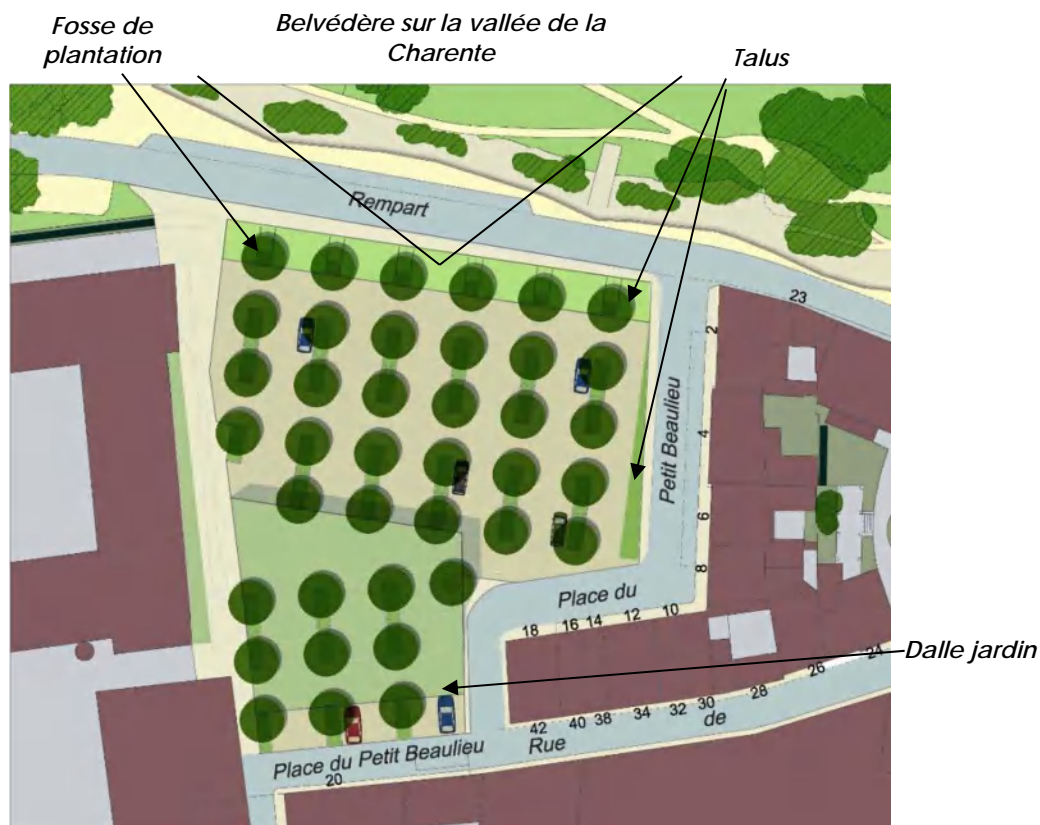 Fosse de
plantation
Belvédère sur la vallée de la
Charente
Talus
Rempart
23
2
Petit Beaulieu
4
6
8
Place du
18 16 14 12 10
Dalle jardin
24
26
28
30
32
34
38
40
42
Rue de
Place du Petit Beaulieu
20